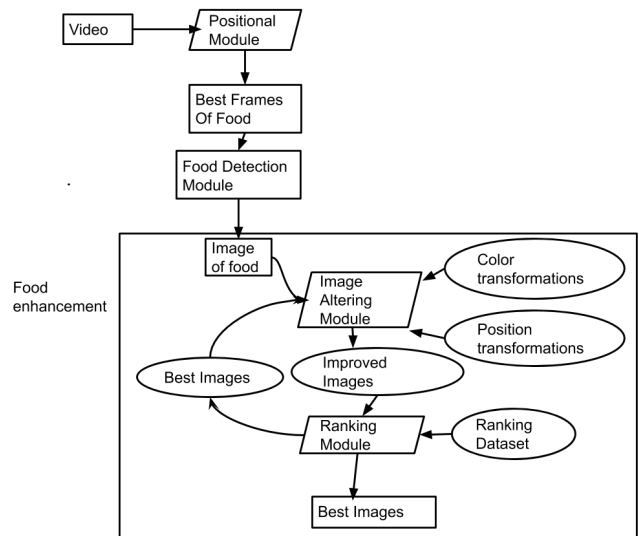 Video
Positional
Module
Best Frames
Of Food
Food Detection
Module
Image
of food
Color
transformations
Food
enhancement
Image
Altering
Module
Position
transformations
Best Images
Improved
Images
Ranking
Module
Ranking
Dataset
Best Images